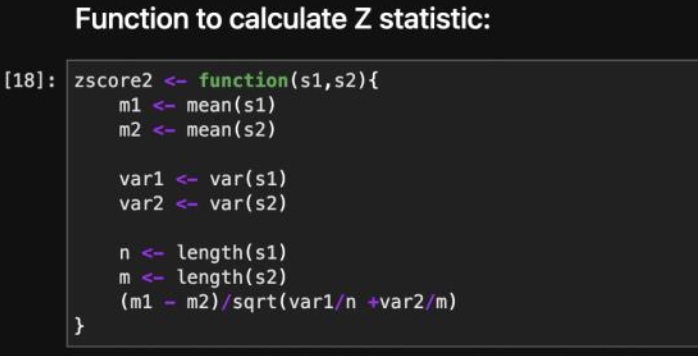 Function to calculate Z statistic:
[18]: zscore2 <- function(s1,s2){
    m1 <- mean(s1)
    m2 <- mean(s2)

    var1 <- var(s1)
    var2 <- var(s2)

    n <- length(s1)
    m <- length(s2)
    (m1 - m2)/sqrt(var1/n +var2/m)
}